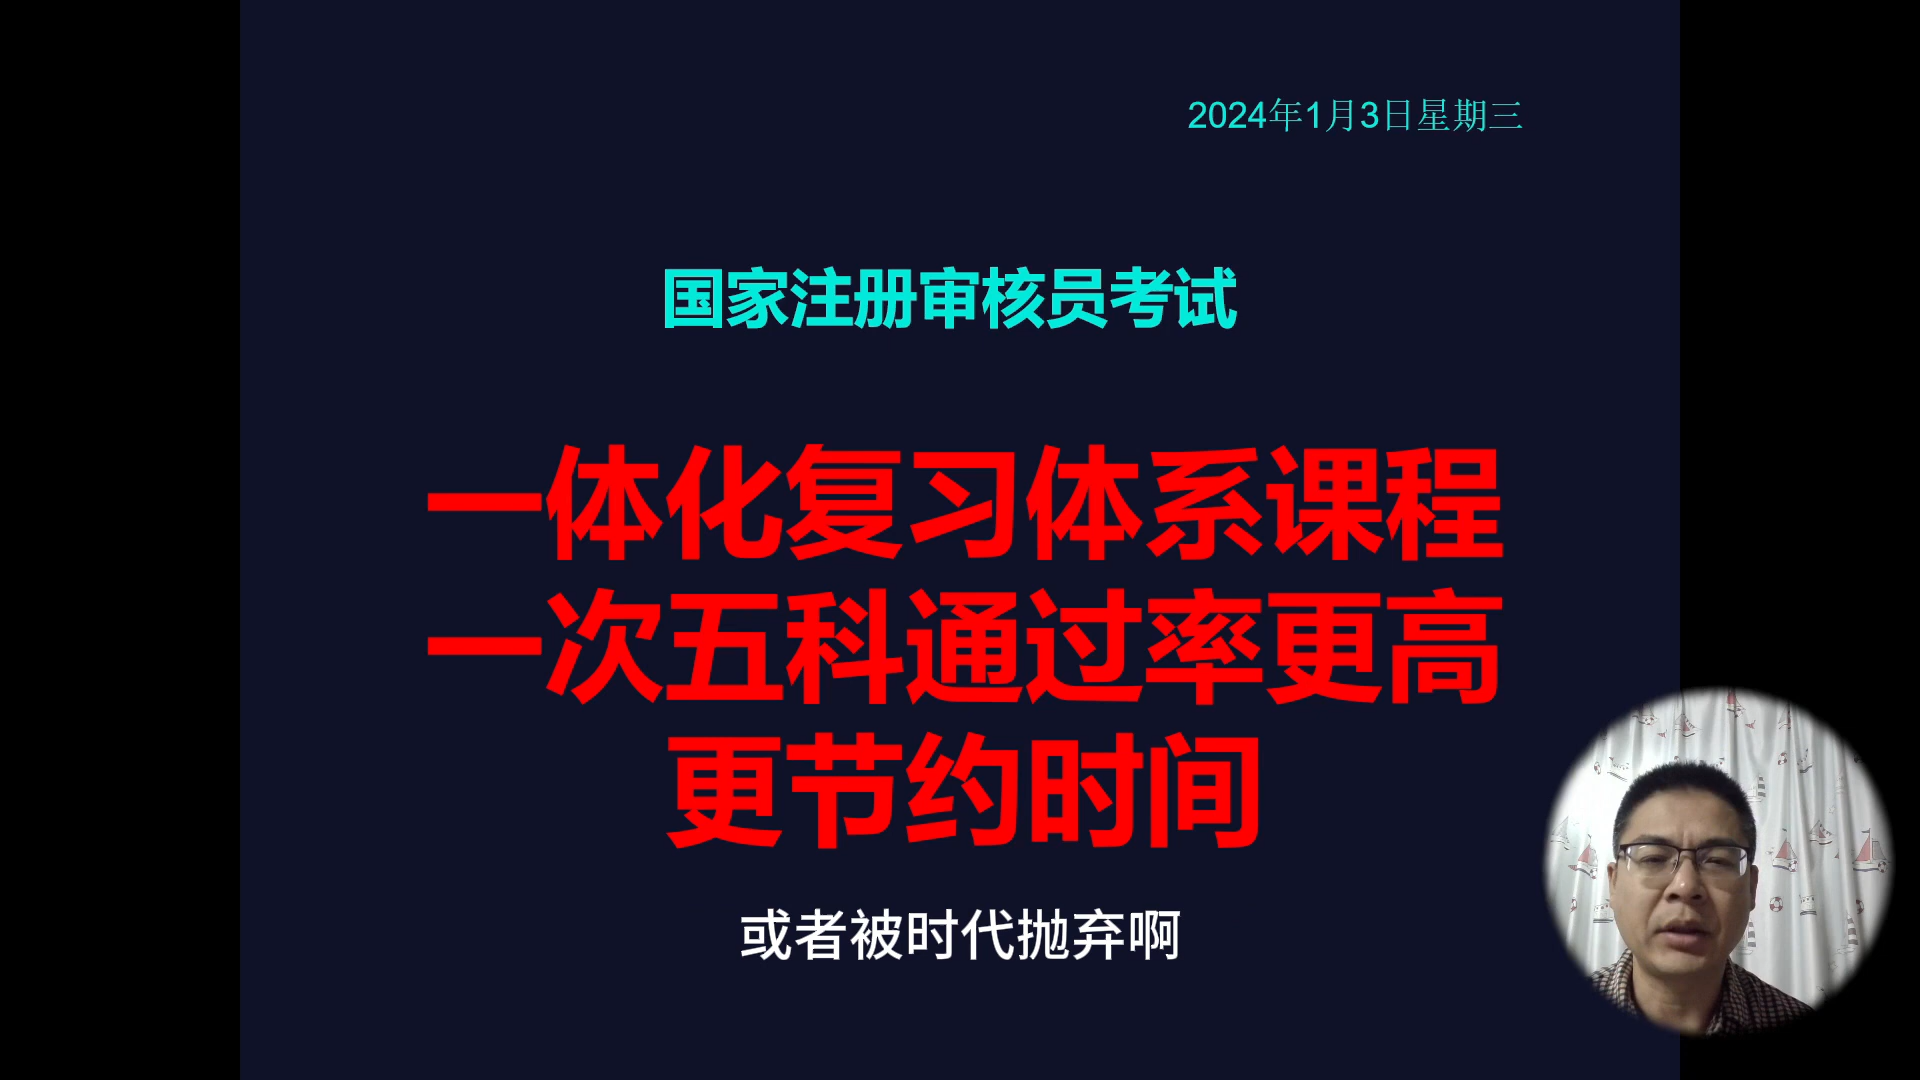 2024年1月3日星期三
国家注册审核员考试
一体化复习体系课程
一次五科通过率更高
更节约时间
或者被时代抛弃啊